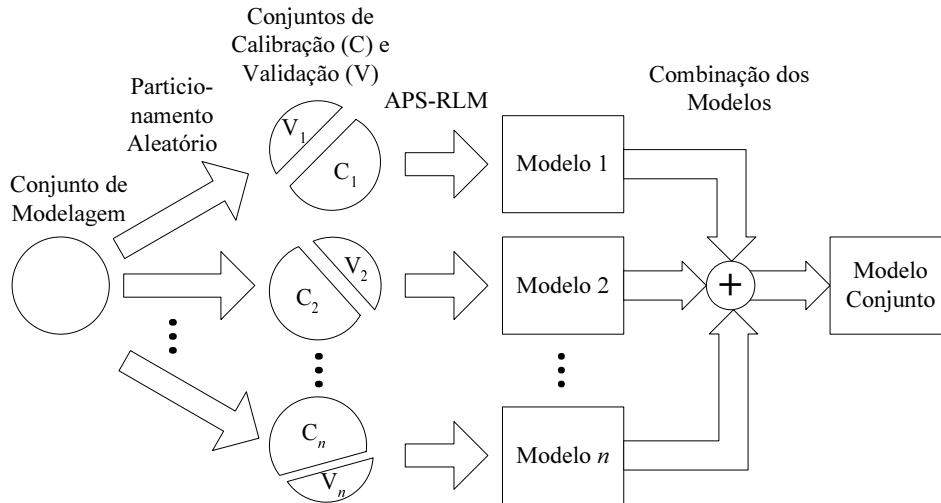 Conjuntos de
Calibração (C) e
Validação (V)
Particio-
namento
Aleatório
APS-RLM
Combinação dos
Modelos
Conjunto de
Modelagem
V1
C1
Modelo 1
C2
V2
Modelo 2
+
Modelo
Conjunto
Cn
Vn
Modelo n